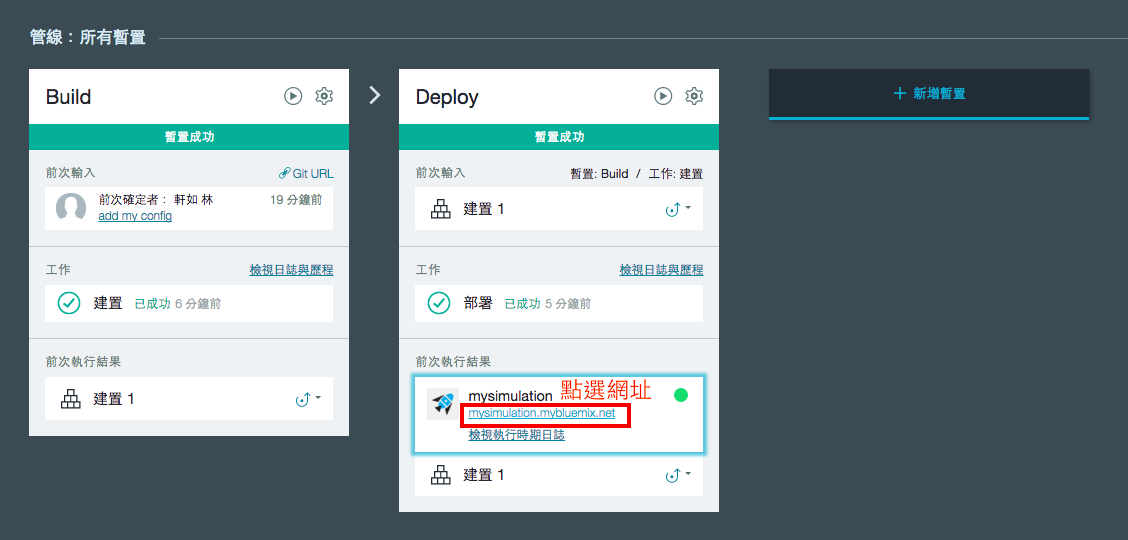 管線：所有暫置
Build
暫置成功
前次輸入
Git URL
前次確定者： 軒如 林
19 分鐘前
add my config
工作
檢視日誌與歷程
建置 已成功 6 分鐘前
前次執行結果
建置 1
Deploy
暫置成功
前次輸入
暫置: Build / 工作: 建置
建置 1
工作
檢視日誌與歷程
部署 已成功 5 分鐘前
前次執行結果
mysimulation
點選網址
mysimulation.mybluemix.net
檢視執行時期日誌
建置 1
+ 新增暫置